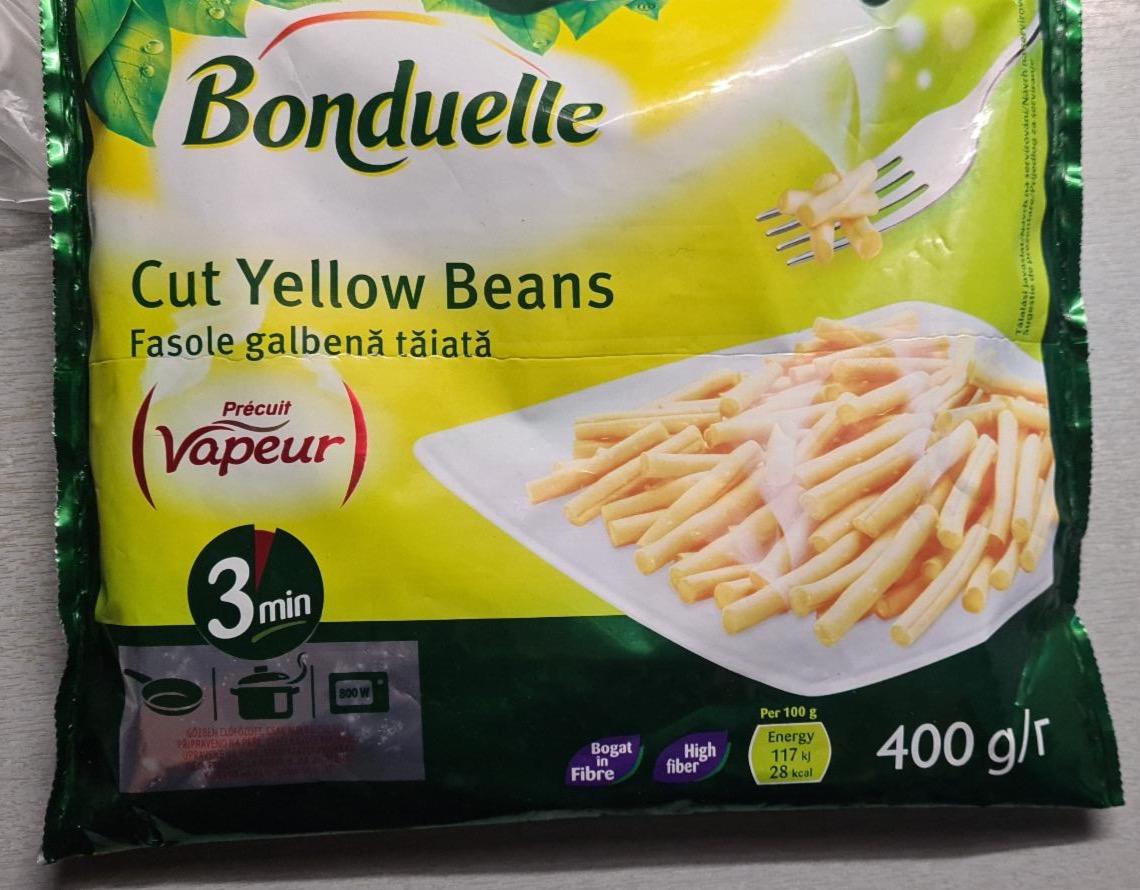 Bonduelle
Cut Yellow Beans
Fasole galbenă tăiată
Précuit
Vapeur
3 min
800 W
Per 100 g
Energy
117 kJ
28 kcal
Bogat
in
Fibre
High
fiber
400 g/г